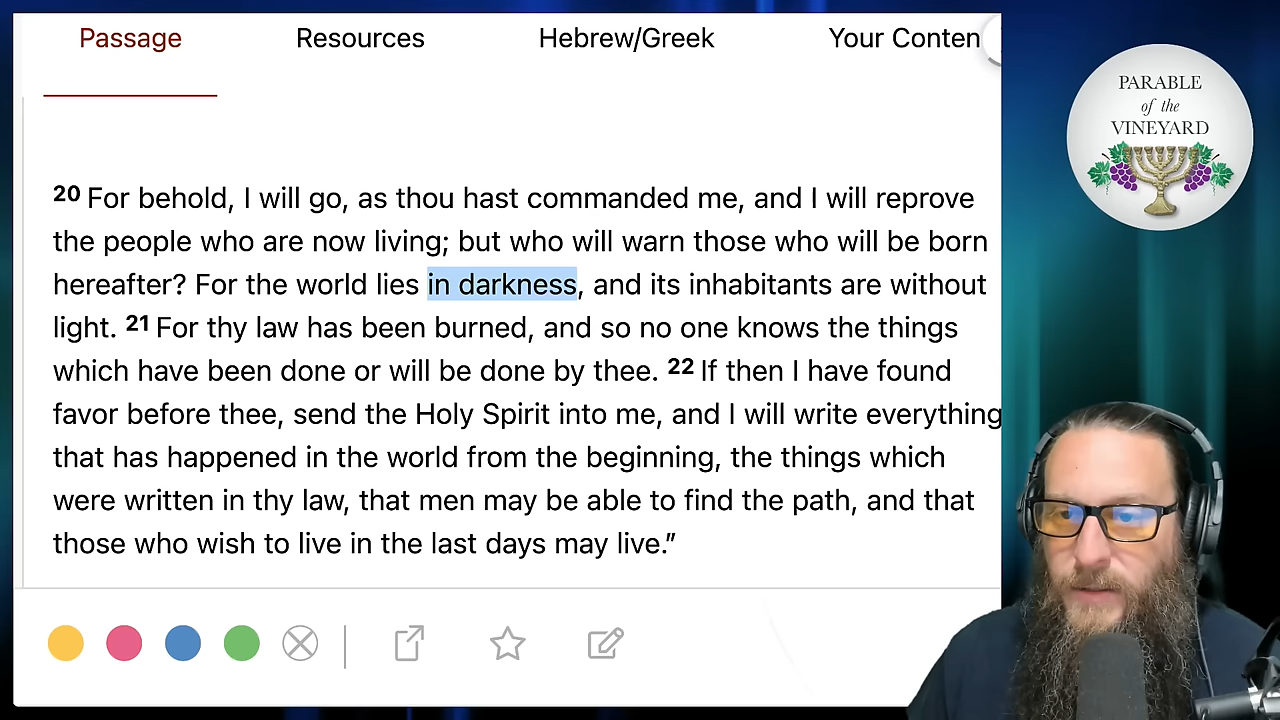 Passage Resources Hebrew/Greek Your Conten
PARABLE
of the
VINEYARD
20 For behold, I will go, as thou hast commanded me, and I will reprove
the people who are now living; but who will warn those who will be born
hereafter? For the world lies in darkness, and its inhabitants are without
light. 21 For thy law has been burned, and so no one knows the things
which have been done or will be done by thee. 22 If then I have found
favor before thee, send the Holy Spirit into me, and I will write everything
that has happened in the world from the beginning, the things which
were written in thy law, that men may be able to find the path, and that
those who wish to live in the last days may live.”